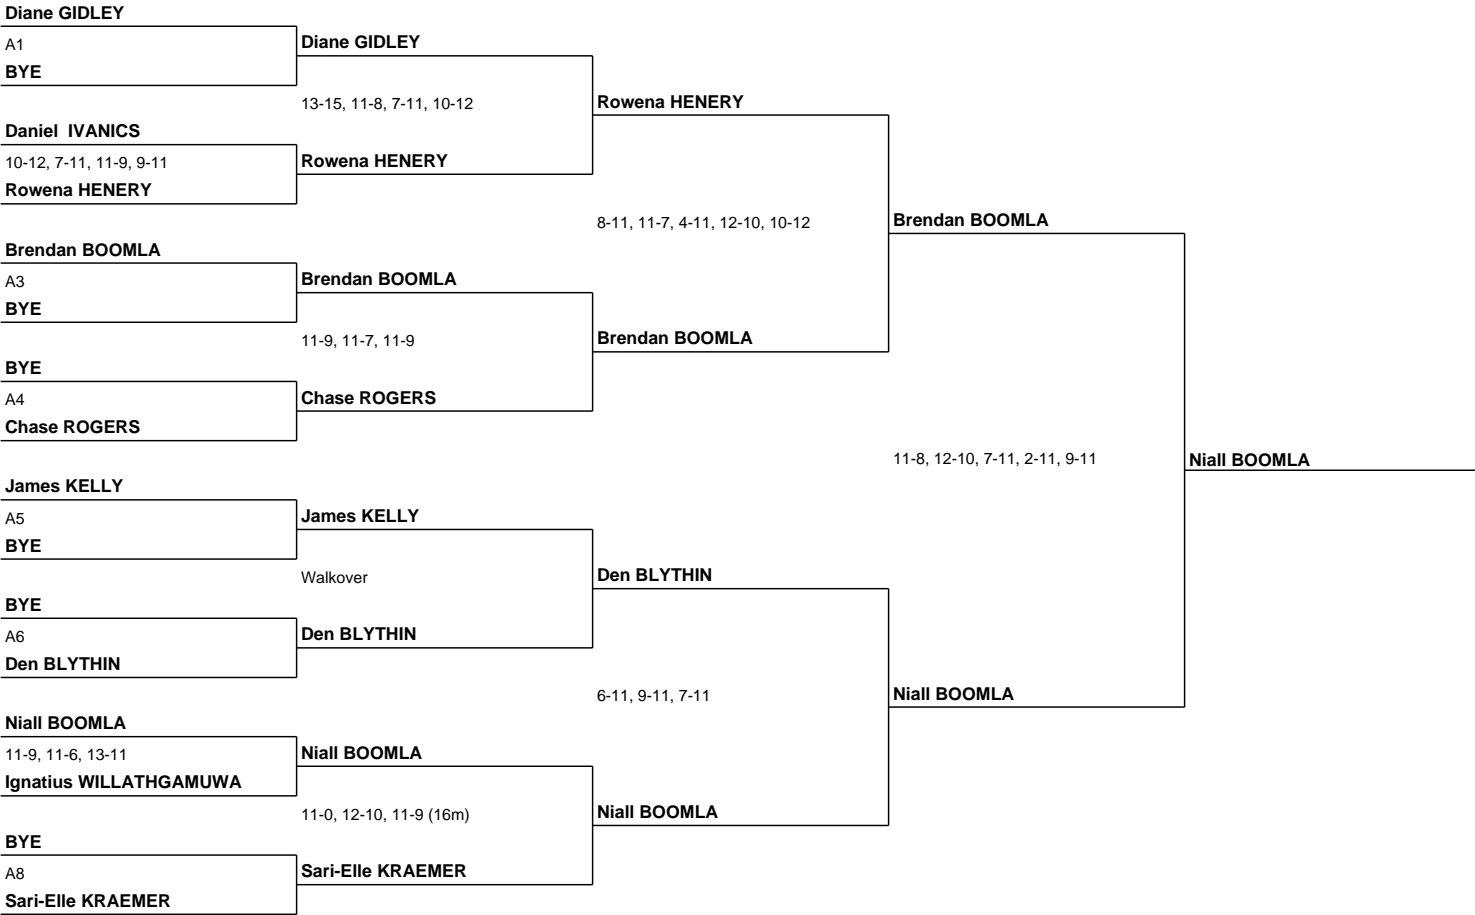 Diane GIDLEY
A1
BYE
Daniel  IVANICS
10-12, 7-11, 11-9, 9-11
Rowena HENERY
Brendan BOOMLA
A3
BYE
BYE
A4
Chase ROGERS
James KELLY
A5
BYE
BYE
A6
Den BLYTHIN
Niall BOOMLA
11-9, 11-6, 13-11
Ignatius WILLATHGAMUWA
BYE
A8
Sari-Elle KRAEMER
Diane GIDLEY
13-15, 11-8, 7-11, 10-12
Rowena HENERY
Brendan BOOMLA
11-9, 11-7, 11-9
Chase ROGERS
James KELLY
Walkover
Den BLYTHIN
Niall BOOMLA
11-0, 12-10, 11-9 (16m)
Sari-Elle KRAEMER
Rowena HENERY
8-11, 11-7, 4-11, 12-10, 10-12
Brendan BOOMLA
Den BLYTHIN
6-11, 9-11, 7-11
Niall BOOMLA
Brendan BOOMLA
11-8, 12-10, 7-11, 2-11, 9-11
Niall BOOMLA
Niall BOOMLA